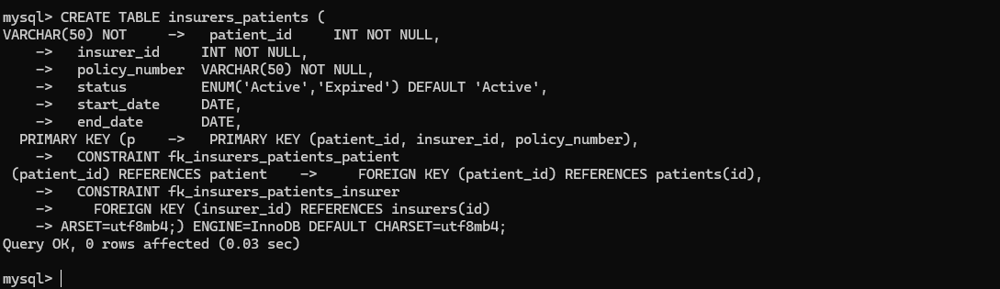 mysql> CREATE TABLE insurers_patients (
VARCHAR(50) NOT     ->   patient_id     INT NOT NULL,
    ->   insurer_id     INT NOT NULL,
    ->   policy_number  VARCHAR(50) NOT NULL,
    ->   status         ENUM('Active','Expired') DEFAULT 'Active',
    ->   start_date     DATE,
    ->   end_date       DATE,
  PRIMARY KEY (p    ->   PRIMARY KEY (patient_id, insurer_id, policy_number),
    ->   CONSTRAINT fk_insurers_patients_patient
 (patient_id) REFERENCES patient    ->     FOREIGN KEY (patient_id) REFERENCES patients(id),
    ->   CONSTRAINT fk_insurers_patients_insurer
    ->     FOREIGN KEY (insurer_id) REFERENCES insurers(id)
    -> ARSET=utf8mb4;) ENGINE=InnoDB DEFAULT CHARSET=utf8mb4;
Query OK, 0 rows affected (0.03 sec)
mysql>